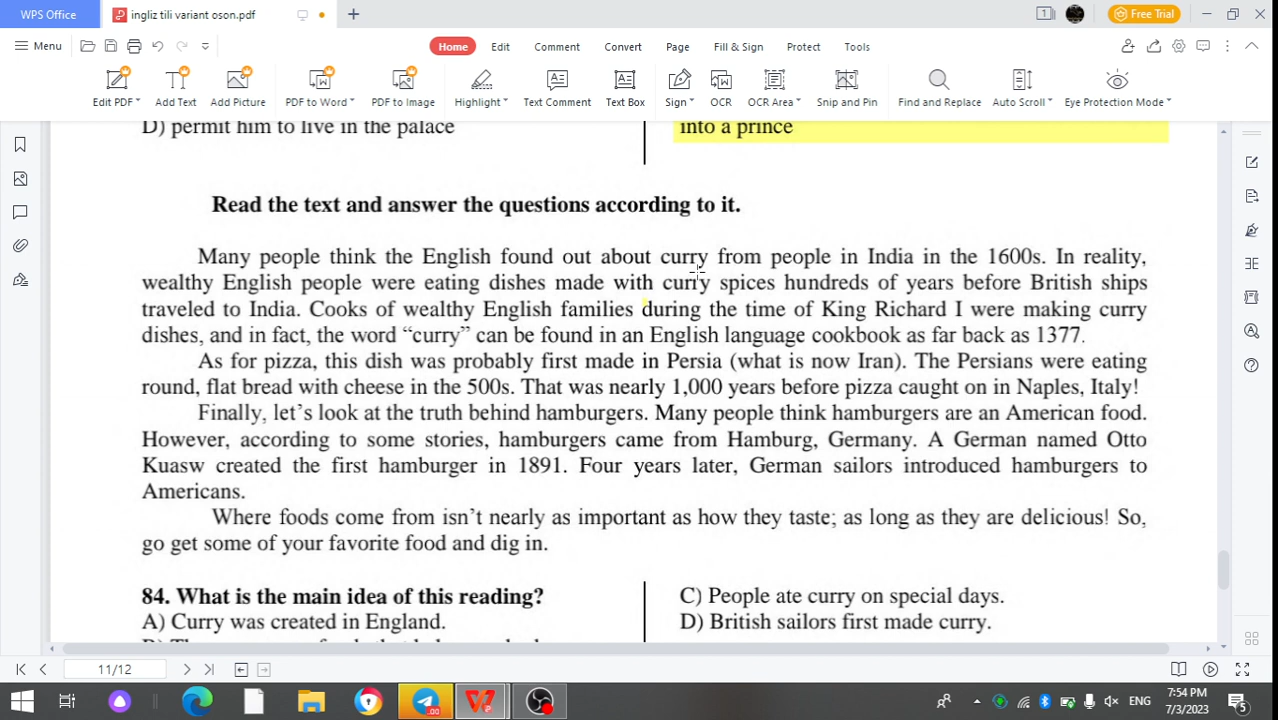 WPS Office
ingliz tili variant oson.pdf
1
Free Trial
Menu
Home Edit Comment Convert Page Fill & Sign Protect Tools
Edit PDF Add Text Add Picture PDF to Word PDF to Image Highlight Text Comment Text Box Sign OCR OCR Area Snip and Pin Find and Replace Auto Scroll Eye Protection Mode
D) permit him to live in the palace
into a prince
Read the text and answer the questions according to it.
Many people think the English found out about curry from people in India in the 1600s. In reality,
wealthy English people were eating dishes made with curry spices hundreds of years before British ships
traveled to India. Cooks of wealthy English families during the time of King Richard I were making curry
dishes, and in fact, the word “curry” can be found in an English language cookbook as far back as 1377.
As for pizza, this dish was probably first made in Persia (what is now Iran). The Persians were eating
round, flat bread with cheese in the 500s. That was nearly 1,000 years before pizza caught on in Naples, Italy!
Finally, let’s look at the truth behind hamburgers. Many people think hamburgers are an American food.
However, according to some stories, hamburgers came from Hamburg, Germany. A German named Otto
Kuasw created the first hamburger in 1891. Four years later, German sailors introduced hamburgers to
Americans.
Where foods come from isn’t nearly as important as how they taste; as long as they are delicious! So,
go get some of your favorite food and dig in.
84. What is the main idea of this reading?
A) Curry was created in England.
C) People ate curry on special days.
D) British sailors first made curry.
11/12
ENG
7:54 PM
7/3/2023
5